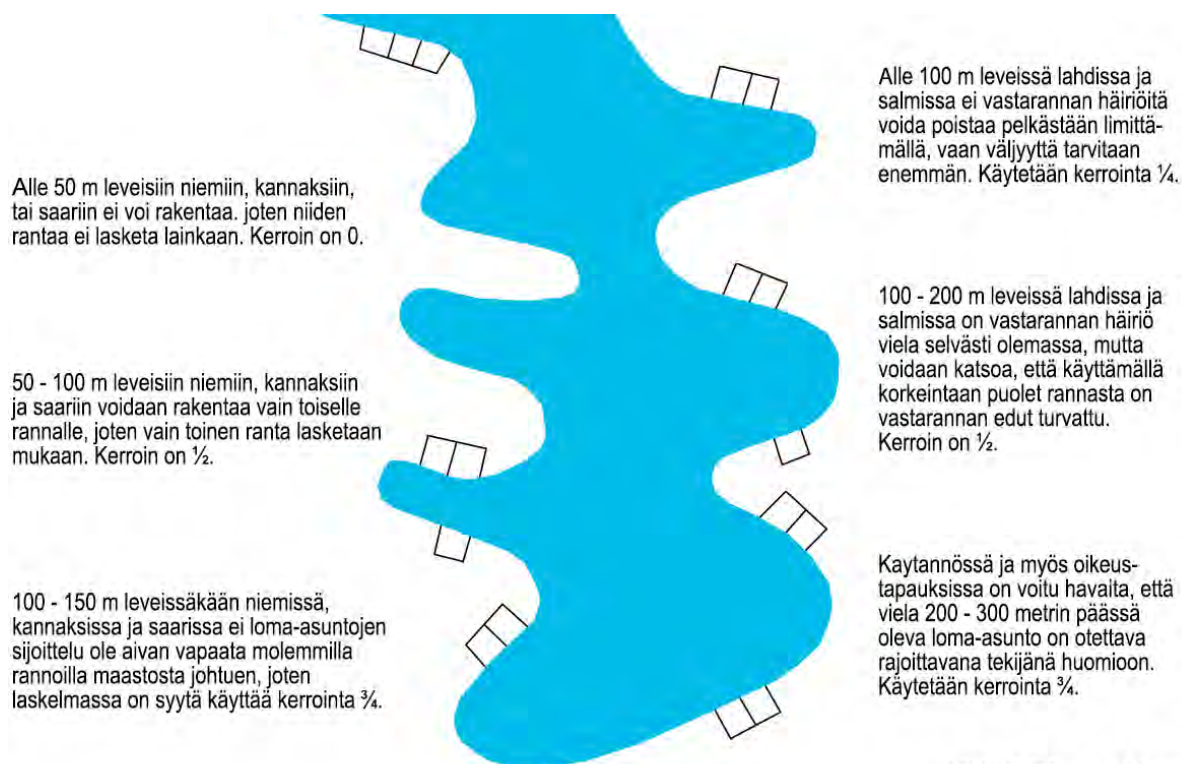 Alle 50 m leveisiin niemiin, kannaksiin,
tai saariin ei voi rakentaa. joten niiden
rantaa ei lasketa lainkaan. Kerroin on 0.
50 - 100 m leveisiin niemiin, kannaksiin
ja saariin voidaan rakentaa vain toiselle
rannalle, joten vain toinen ranta lasketaan
mukaan. Kerroin on ½.
100 - 150 m leveissäkään niemissä,
kannaksissa ja saarissa ei loma-asuntojen
sijoittelu ole aivan vapaata molemmilla
rannoilla maastosta johtuen, joten
laskelmassa on syytä käyttää kerrointa ¾.
Alle 100 m leveissä lahdissa ja
salmissa ei vastarannan häiriöitä
voida poistaa pelkästään limittä-
mällä, vaan väljyyttä tarvitaan
enemmän. Käytetään kerrointa ¼.
100 - 200 m leveissä lahdissa ja
salmissa on vastarannan häiriö
viela selvästi olemassa, mutta
voidaan katsoa, että käyttämällä
korkeintaan puolet rannasta on
vastarannan edut turvattu.
Kerroin on ½.
Kaytannössä ja myös oikeus-
tapauksissa on voitu havaita, että
viela 200 - 300 metrin päässä
oleva loma-asunto on otettava
rajoittavana tekijänä huomioon.
Käytetään kerrointa ¾.